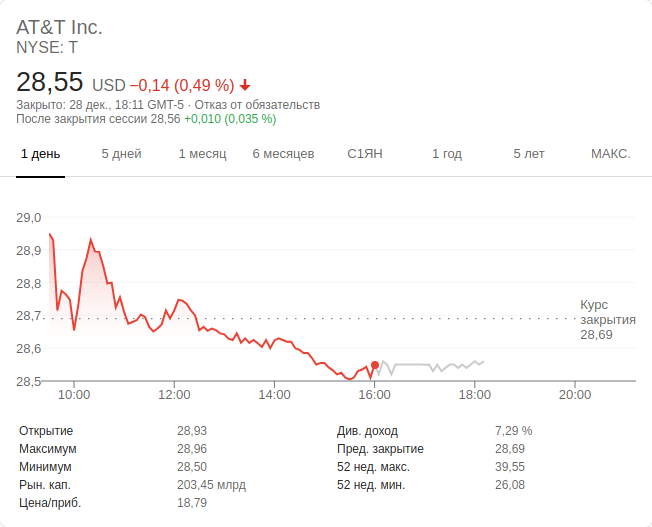 AT&T Inc.
NYSE: T
28,55 USD −0,14 (0,49 %)
Закрыто: 28 дек., 18:11 GMT-5 · Отказ от обязательств
После закрытия сессии 28,56 +0,010 (0,035 %)
1 день 5 дней 1 месяц 6 месяцев С1ЯН 1 год 5 лет МАКС.
29,0
28,9
28,8
28,7
28,6
28,5
Курс
закрытия
28,69
10:00 12:00 14:00 16:00 18:00 20:00
Открытие 28,93 Див. доход 7,29 %
Максимум 28,96 Пред. закрытие 28,69
Минимум 28,50 52 нед. макс. 39,55
Рын. кап. 203,45 млрд 52 нед. мин. 26,08
Цена/приб. 18,79